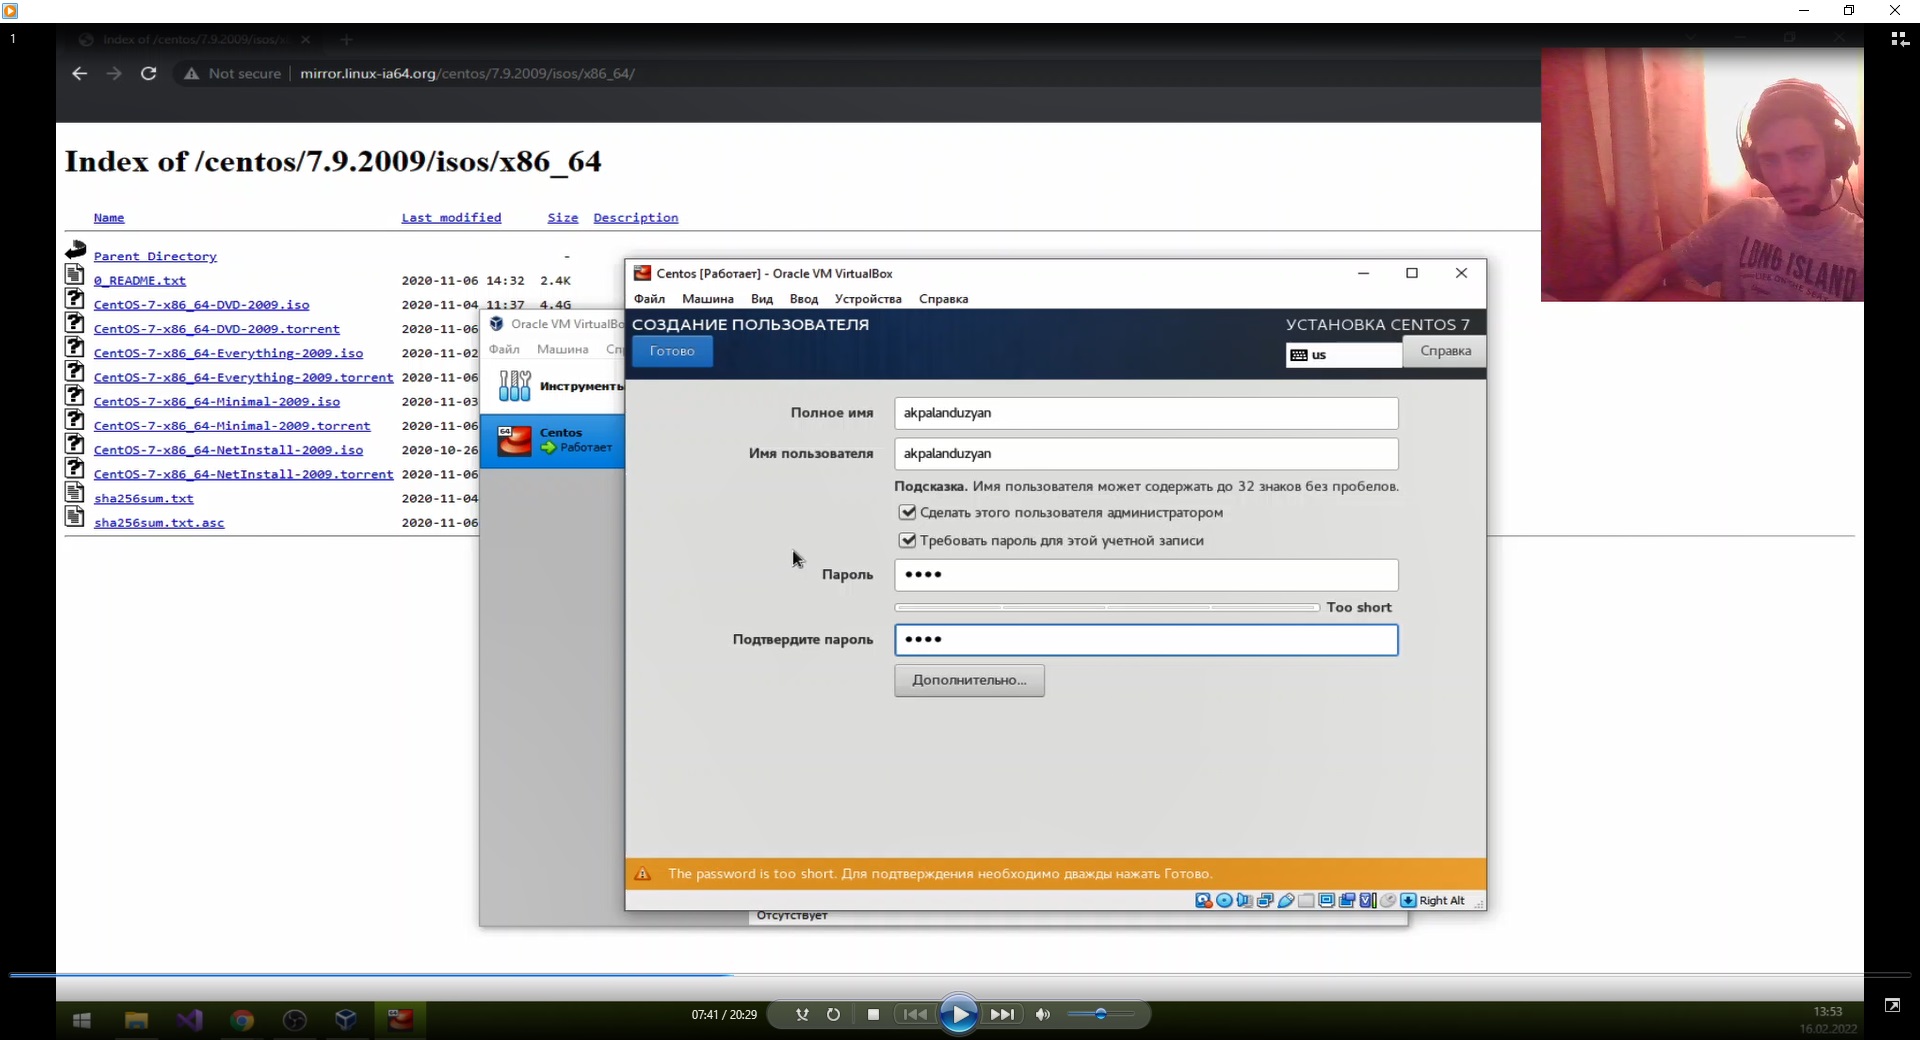 1
Index of /centos/7.9.2009/isos/x8
Not secure | mirror.linux-ia64.org/centos/7.9.2009/isos/x86_64/
Index of /centos/7.9.2009/isos/x86_64
Name Last modified Size Description
Parent Directory -
0_README.txt 2020-11-06 14:32 2.4K
CentOS-7-x86_64-DVD-2009.iso 2020-11-04 11:37 4.4G
CentOS-7-x86_64-DVD-2009.torrent 2020-11-06
CentOS-7-x86_64-Everything-2009.iso 2020-11-02
CentOS-7-x86_64-Everything-2009.torrent 2020-11-06
CentOS-7-x86_64-Minimal-2009.iso 2020-11-03
CentOS-7-x86_64-Minimal-2009.torrent 2020-11-06
CentOS-7-x86_64-NetInstall-2009.iso 2020-10-26
CentOS-7-x86_64-NetInstall-2009.torrent 2020-11-06
sha256sum.txt 2020-11-04
sha256sum.txt.asc 2020-11-06
LONG ISLAND
Oracle VM VirtualBo
Файл Машина Сп
Инструменты
64
Centos
Работает
Отсутствует
Centos [Работает] - Oracle VM VirtualBox
Файл Машина Вид Ввод Устройства Справка
СОЗДАНИЕ ПОЛЬЗОВАТЕЛЯ
УСТАНОВКА CENTOS 7
Готово
us
Справка
Полное имя akpalanduzyan
Имя пользователя akpalanduzyan
Подсказка. Имя пользователя может содержать до 32 знаков без пробелов.
Сделать этого пользователя администратором
Требовать пароль для этой учетной записи
Пароль ••••
Too short
Подтвердите пароль ••••
Дополнительно...
The password is too short. Для подтверждения необходимо дважды нажать Готово.
Right Alt
07:41 / 20:29
13:53
16.02.2022